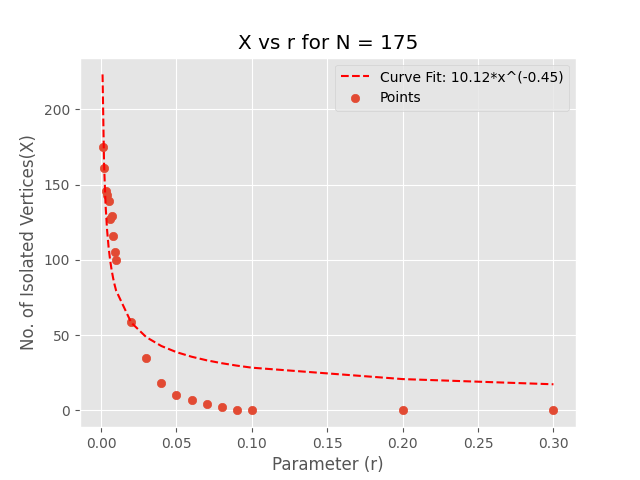 X vs r for N = 175
Curve Fit: 10.12*x^(-0.45)
Points
No. of Isolated Vertices(X)
200
150
100
50
0
0.00 0.05 0.10 0.15 0.20 0.25 0.30
Parameter (r)